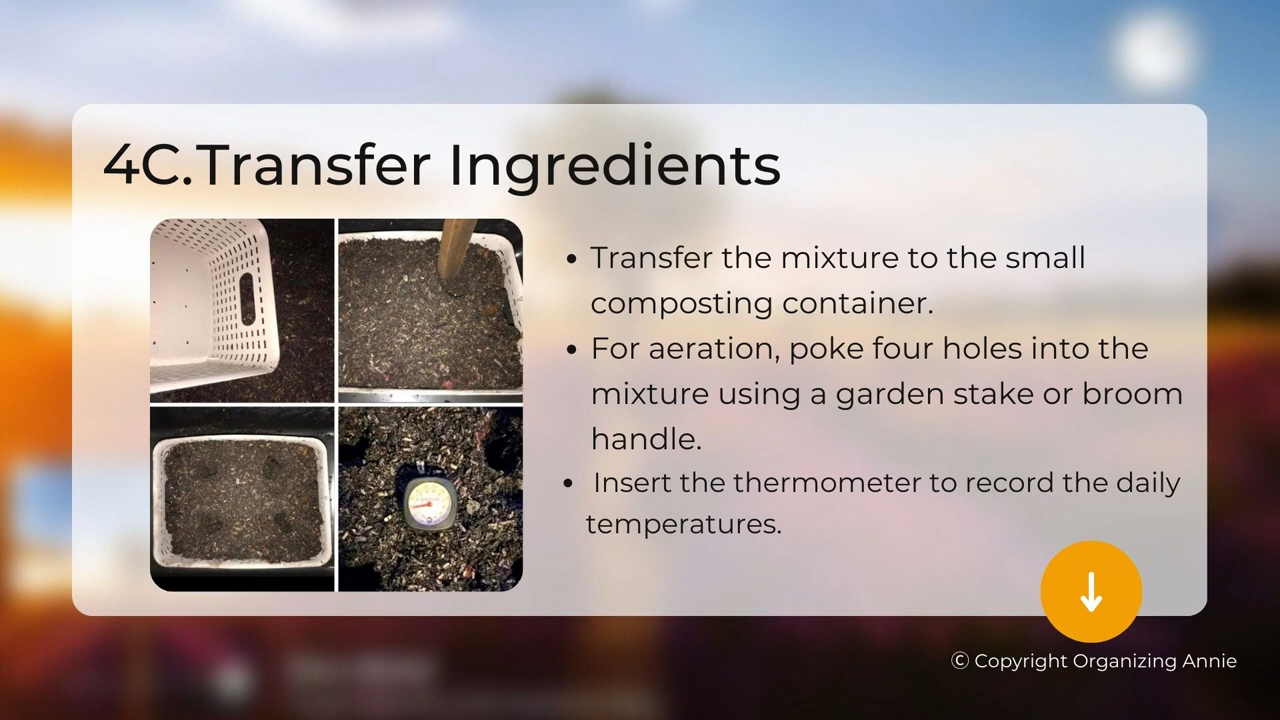 4C.Transfer Ingredients
• Transfer the mixture to the small
composting container.
• For aeration, poke four holes into the
mixture using a garden stake or broom
handle.
• Insert the thermometer to record the daily
temperatures.
© Copyright Organizing Annie